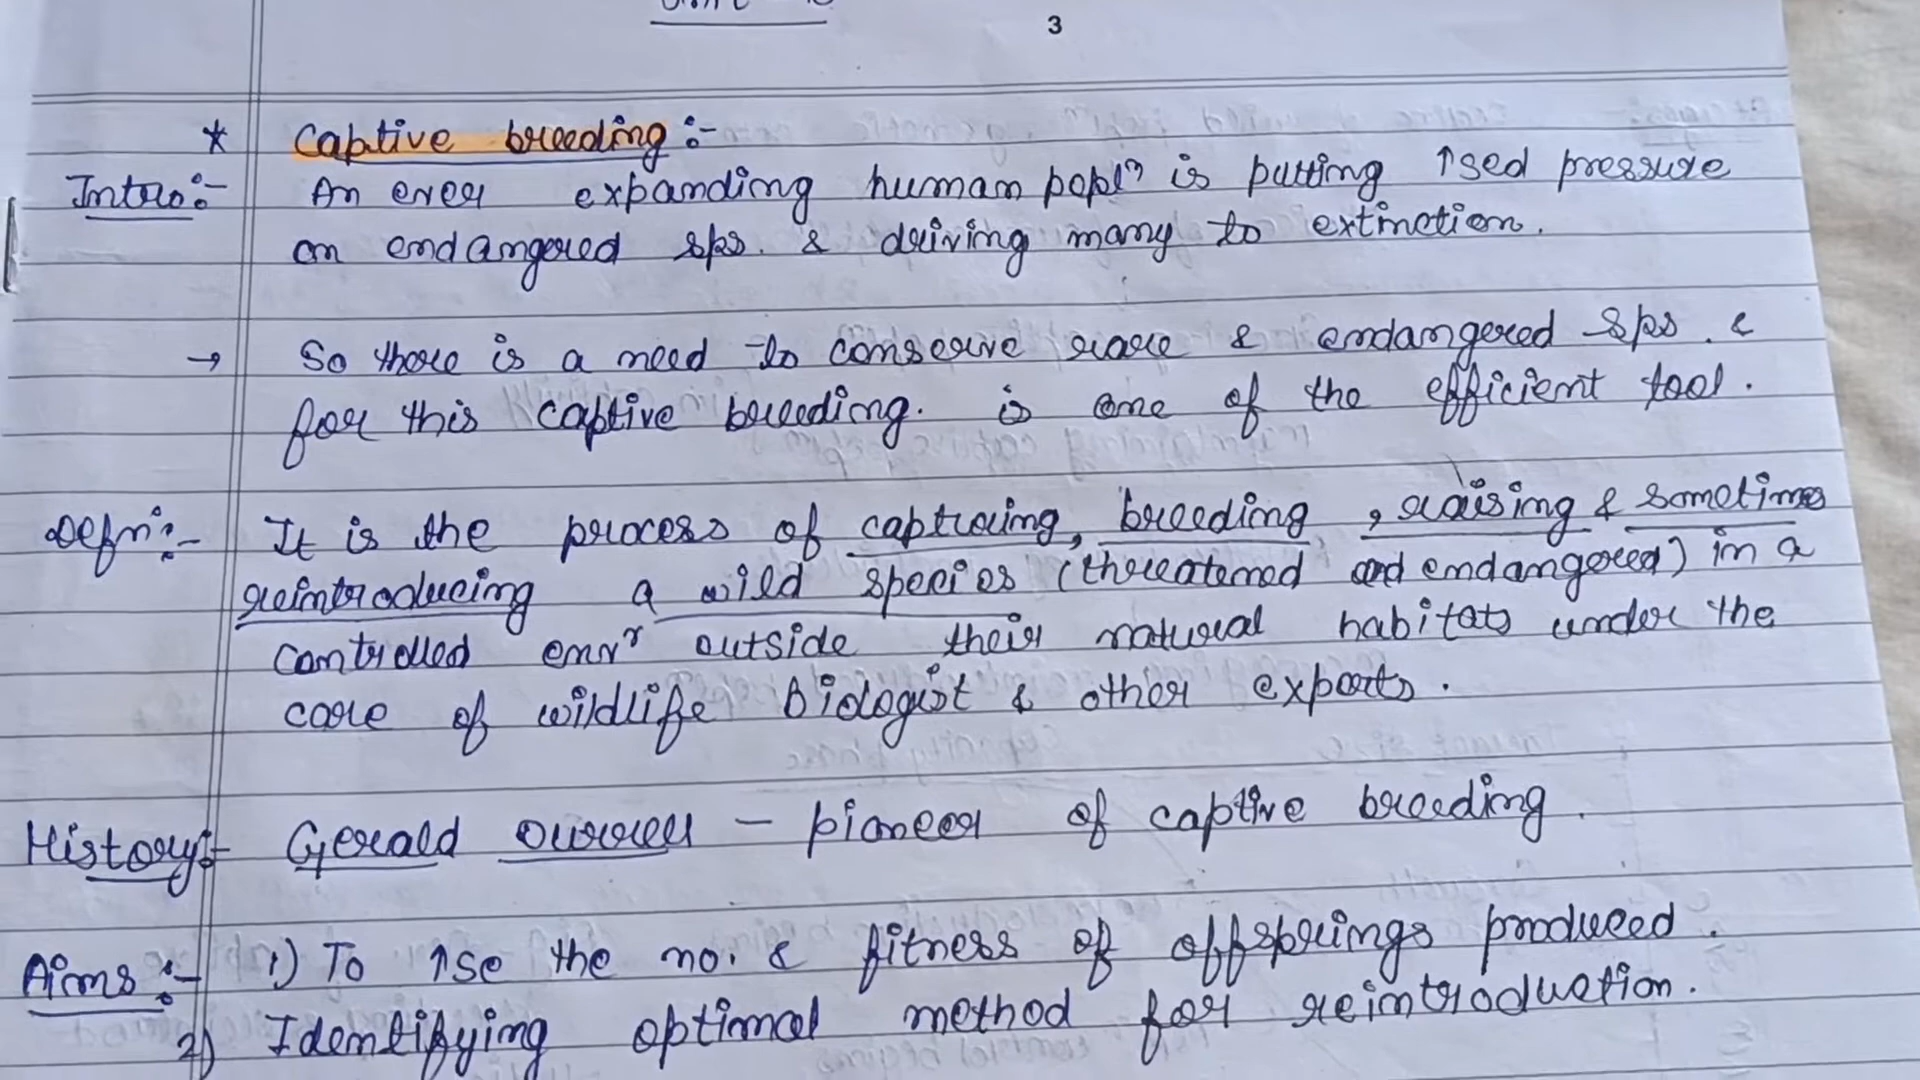 3
* Captive breeding :-
Intro :- An ever expanding human popln is putting ↑sed pressure
on endangered sps. & driving many to extinction.
→ So there is a need to conserve rare & endangered sps. &
for this captive breeding. is one of the efficient tool.
Defn :- It is the process of captruing, breeding, raising & sometimes
reintroducing a wild species (threatened and endangered) in a
controlled envr outside their natural habitats under the
care of wildlife biologist & other experts.
History:- Gerald Durrell - pioneer of captive breeding.
Aims :- 1) To ↑se the no. & fitness of offsprings produced.
2) Identifying optimal method for reintroduction.